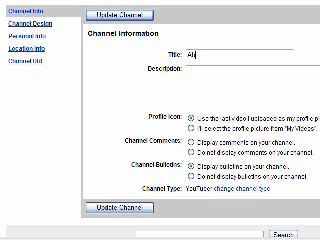 Channel Info
Update Channel
Channel Design
Channel Information
Personal Info
Location Info
Title: Ah
Channel URL
Description:
Profile Icon: Use the last video I uploaded as my profile p
I'll select the profile picture from "My Videos".
Channel Comments: Display comments on your channel.
Do not display comments on your channel.
Channel Bulletins: Display bulletins on your channel.
Do not display bulletins on your channel.
Channel Type: YouTuber change channel type
Update Channel
Search